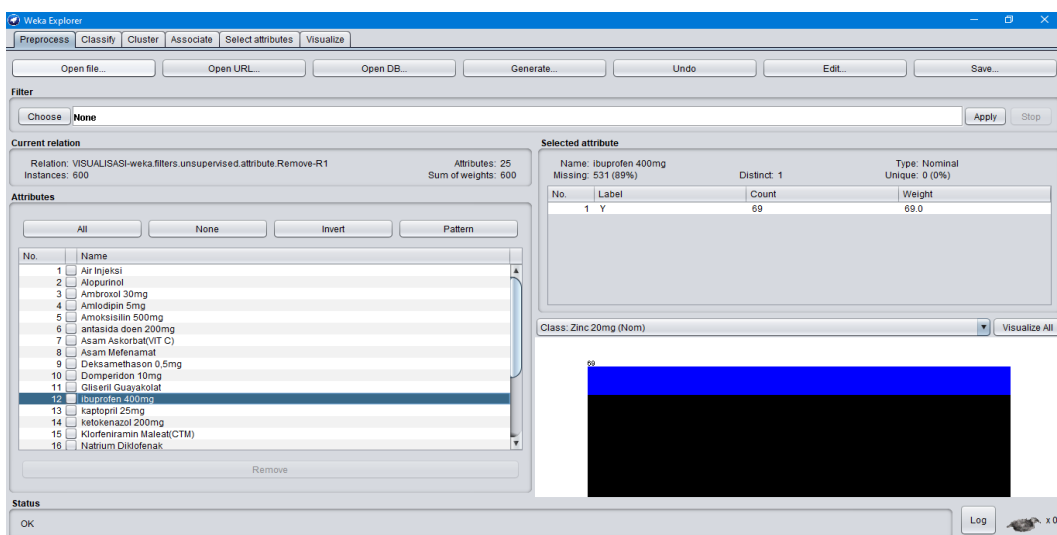 Weka Explorer
Preprocess Classify Cluster Associate Select attributes Visualize
Open file... Open URL... Open DB... Generate... Undo Edit... Save...
Filter
Choose None Apply Stop
Current relation
Relation: VISUALISASI-weka.filters.unsupervised.attribute.Remove-R1 Attributes: 25
Instances: 600 Sum of weights: 600
Attributes
All None Invert Pattern
No. Name
1 Air Injeksi
2 Alopurinol
3 Ambroxol 30mg
4 Amlodipin 5mg
5 Amoksisilin 500mg
6 antasida doen 200mg
7 Asam Askorbat(VIT C)
8 Asam Mefenamat
9 Deksamethason 0,5mg
10 Domperidon 10mg
11 Gliseril Guayakolat
12 ibuprofen 400mg
13 kaptopril 25mg
14 ketokenazol 200mg
15 Klorfeniramin Maleat(CTM)
16 Natrium Diklofenak
Remove
Selected attribute
Name: ibuprofen 400mg Type: Nominal
Missing: 531 (89%) Distinct: 1 Unique: 0 (0%)
No. Label Count Weight
1 Y 69 69.0
Class: Zinc 20mg (Nom) Visualize All
69
Status
OK Log x 0